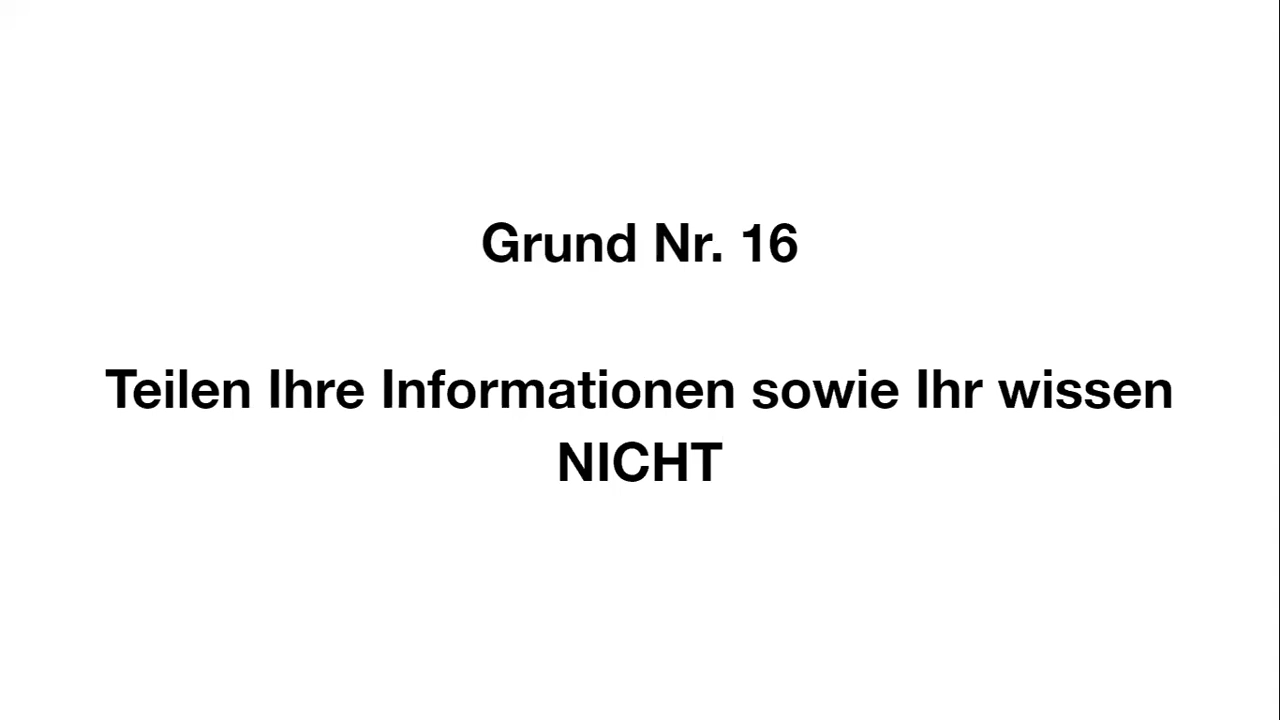 Grund Nr. 16
Teilen Ihre Informationen sowie Ihr wissen
NICHT